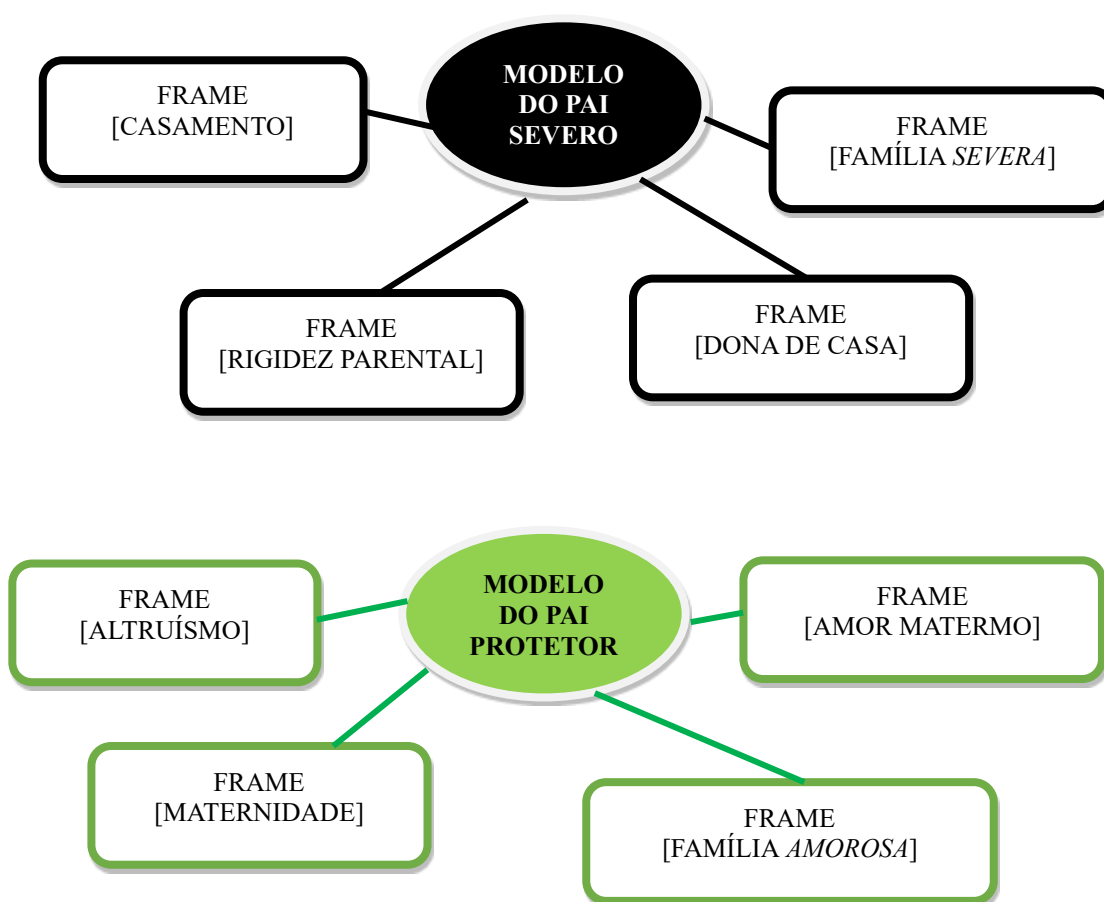 MODELO
DO PAI
SEVERO
FRAME
[CASAMENTO]
FRAME
[FAMÍLIA SEVERA]
FRAME
[RIGIDEZ PARENTAL]
FRAME
[DONA DE CASA]
MODELO
DO PAI
PROTETOR
FRAME
[ALTRUÍSMO]
FRAME
[AMOR MATERMO]
FRAME
[MATERNIDADE]
FRAME
[FAMÍLIA AMOROSA]